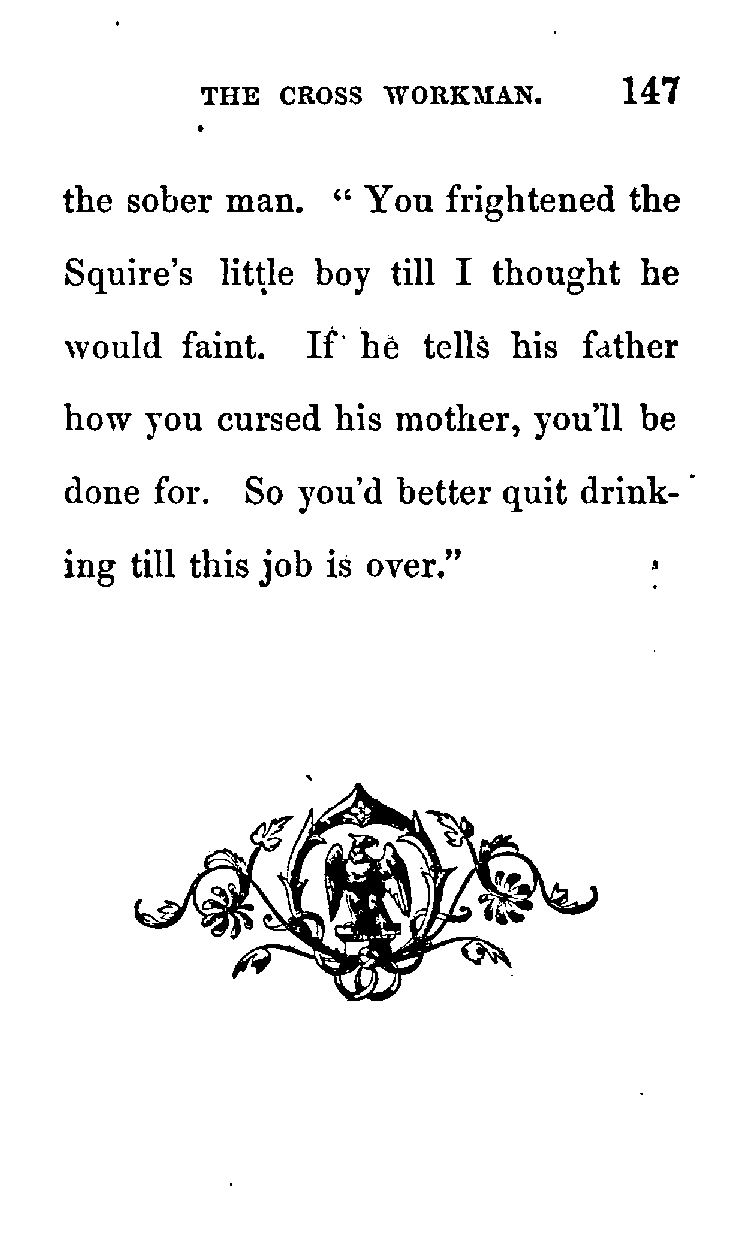 THE CROSS WORKMAN. 147
the sober man. “ You frightened the
Squire's little boy till I thought he
would faint. If he tells his father
how you cursed his mother, you'll be
done for. So you'd better quit drink-
ing till this job is over.”